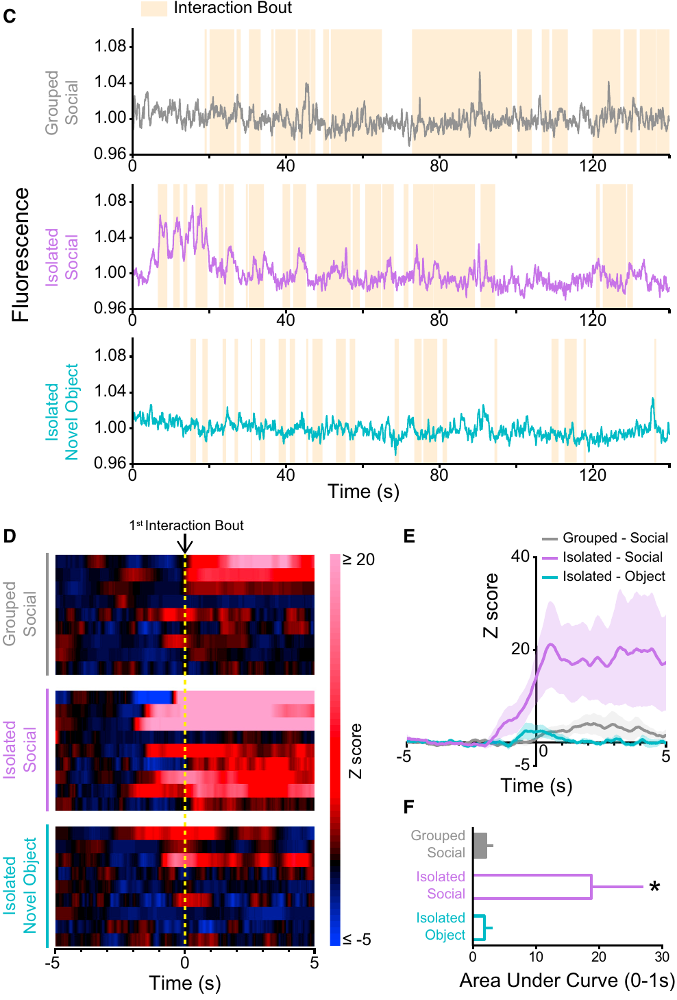 C
Interaction Bout
Fluorescence
Grouped
Social
1.08
1.04
1.00
0.96
0 40 80 120
Isolated
Social
1.08
1.04
1.00
0.96
0 40 80 120
Isolated
Novel Object
1.08
1.04
1.00
0.96
0 40 80 120
Time (s)
D
1st Interaction Bout
Grouped
Social
Isolated
Social
Isolated
Novel Object
-5 0 5
Time (s)
≥ 20
Z score
≤ -5
E
Grouped - Social
Isolated - Social
Isolated - Object
Z score
40
20
-5 0 5
-5
Time (s)
F
Grouped
Social
Isolated
Social
*
Isolated
Object
0 10 20 30
Area Under Curve (0-1s)